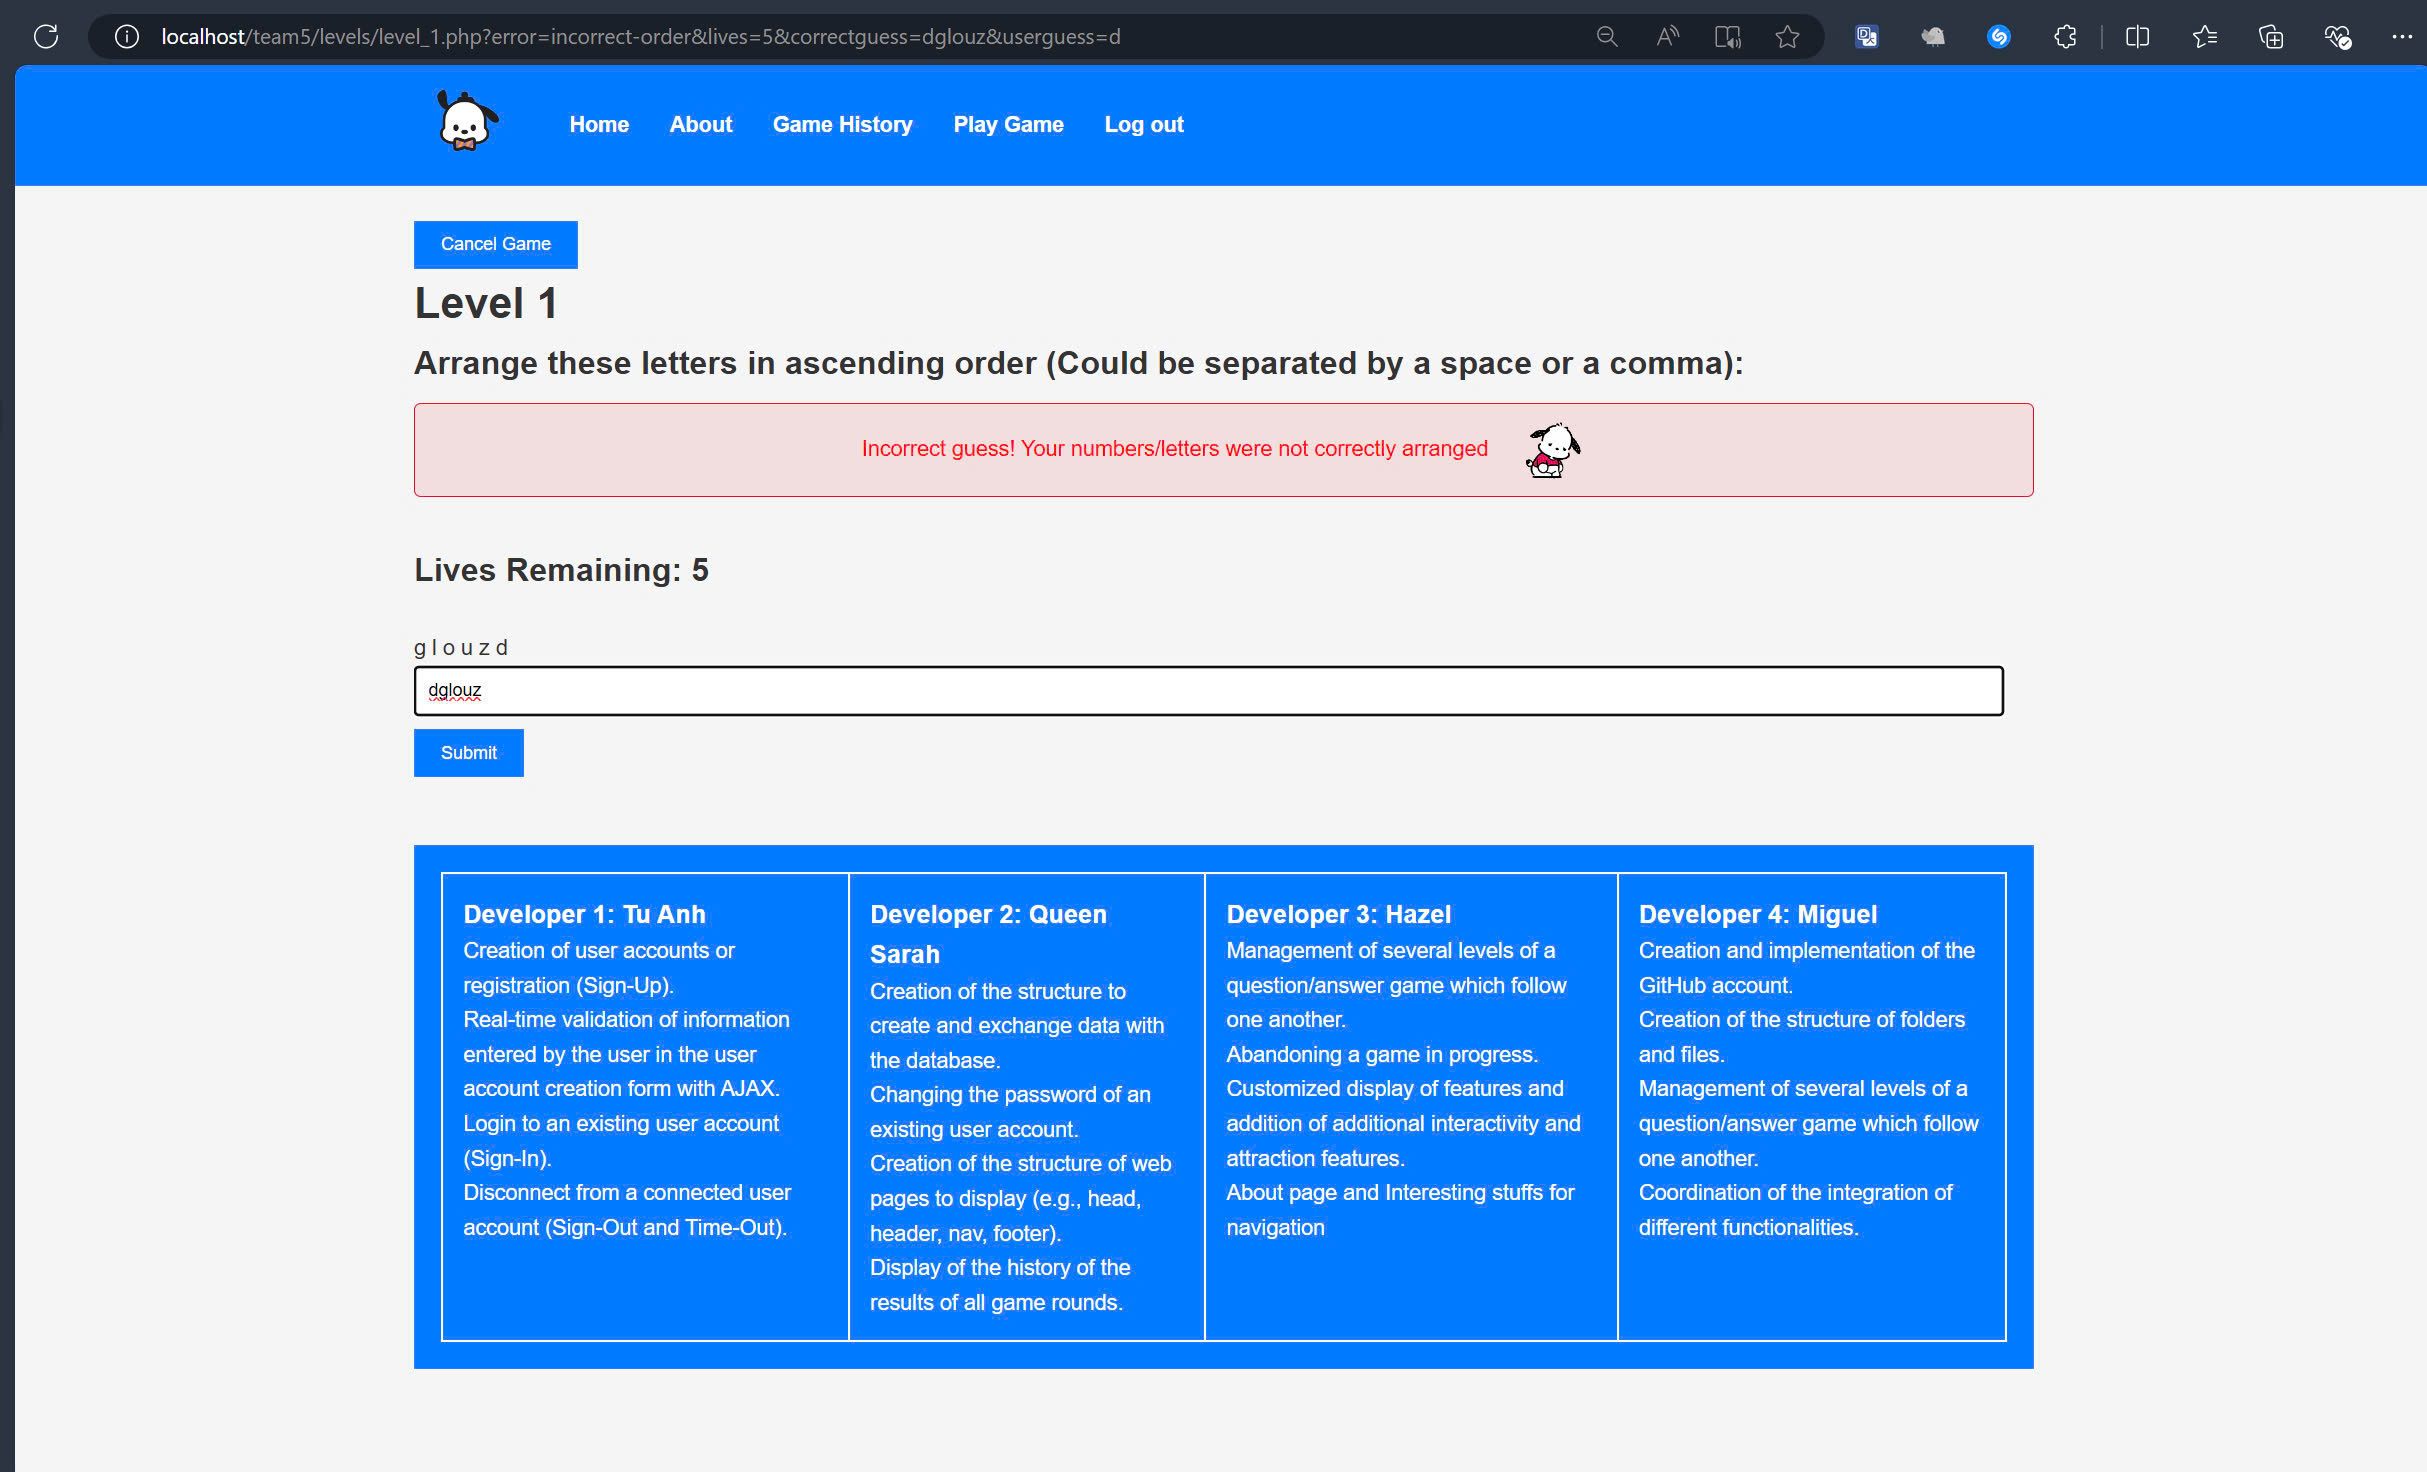 localhost/team5/levels/level_1.php?error=incorrect-order&lives=5&correctguess=dglouz&userguess=d
Home About Game History Play Game Log out
Cancel Game
Level 1
Arrange these letters in ascending order (Could be separated by a space or a comma):
Incorrect guess! Your numbers/letters were not correctly arranged
Lives Remaining: 5
g l o u z d
dglouz
Submit
Developer 1: Tu Anh
Creation of user accounts or
registration (Sign-Up).
Real-time validation of information
entered by the user in the user
account creation form with AJAX.
Login to an existing user account
(Sign-In).
Disconnect from a connected user
account (Sign-Out and Time-Out).
Developer 2: Queen
Sarah
Creation of the structure to
create and exchange data with
the database.
Changing the password of an
existing user account.
Creation of the structure of web
pages to display (e.g., head,
header, nav, footer).
Display of the history of the
results of all game rounds.
Developer 3: Hazel
Management of several levels of a
question/answer game which follow
one another.
Abandoning a game in progress.
Customized display of features and
addition of additional interactivity and
attraction features.
About page and Interesting stuffs for
navigation
Developer 4: Miguel
Creation and implementation of the
GitHub account.
Creation of the structure of folders
and files.
Management of several levels of a
question/answer game which follow
one another.
Coordination of the integration of
different functionalities.